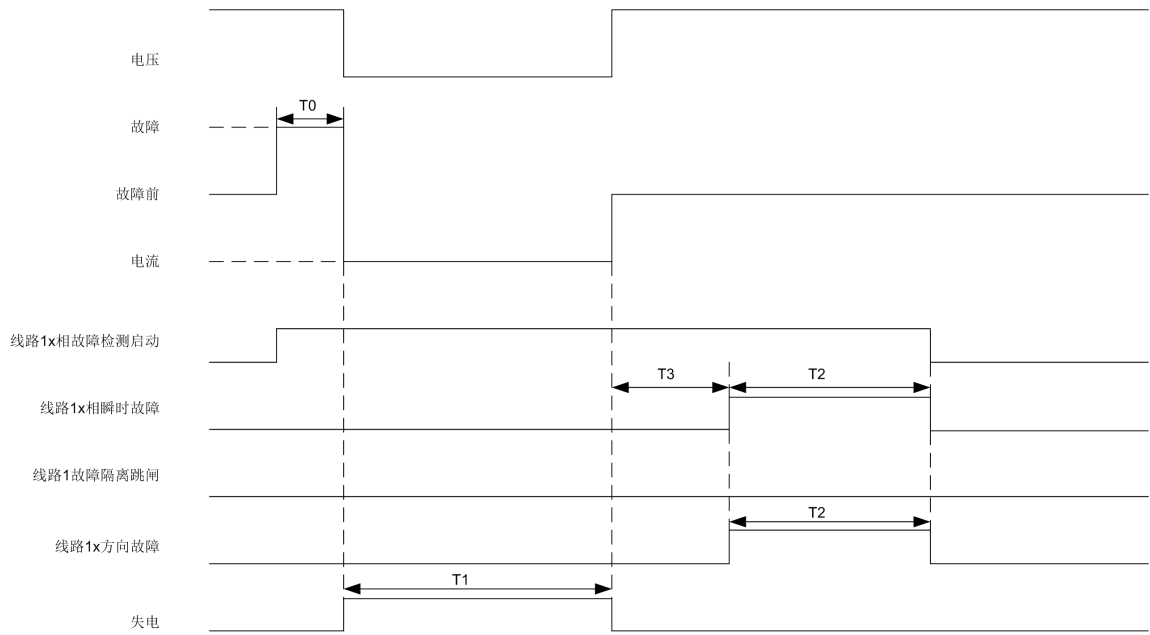 电压
T0
故障
故障前
电流
线路1x相故障检测启动
T3
T2
线路1x相瞬时故障
线路1故障隔离跳闸
T2
线路1x方向故障
T1
失电